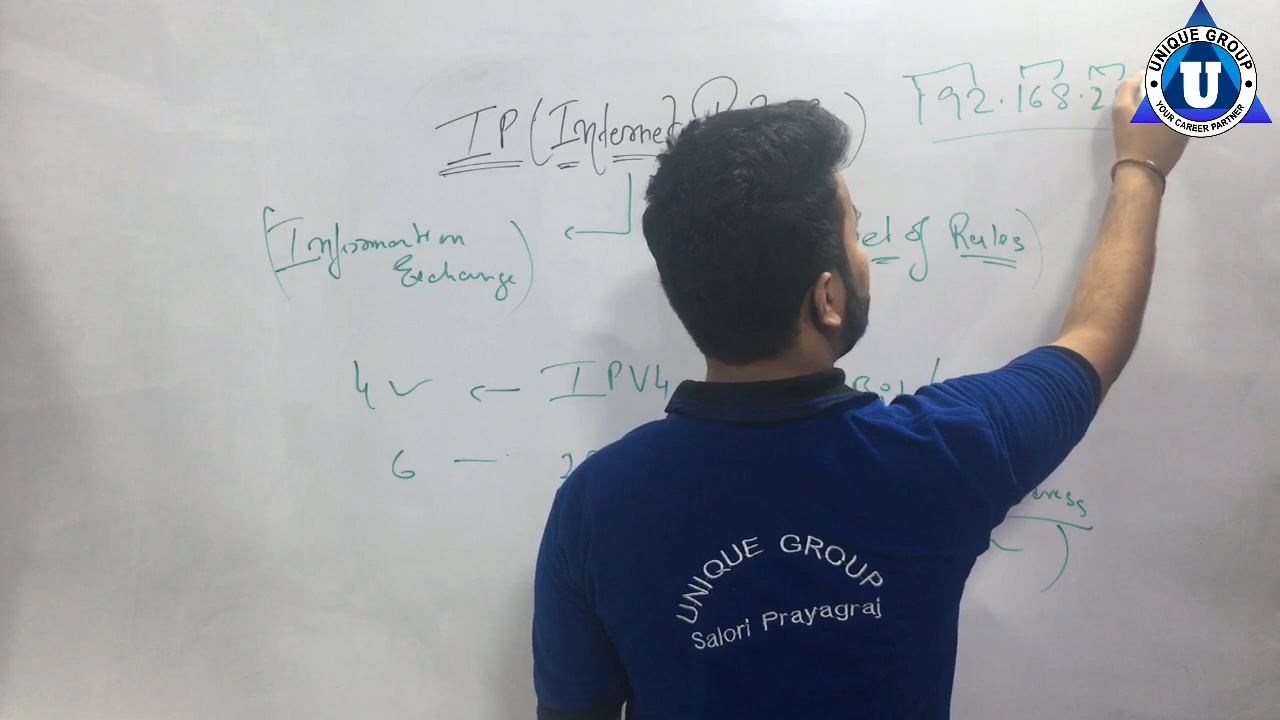 UNIQUE GROUP
U
YOUR CAREER PARTNER
192.168.2
IP (Internet
Information
Exchange
Set of Rules)
4 ← IPV4
6 —
UNIQUE GROUP
Salori Prayagraj